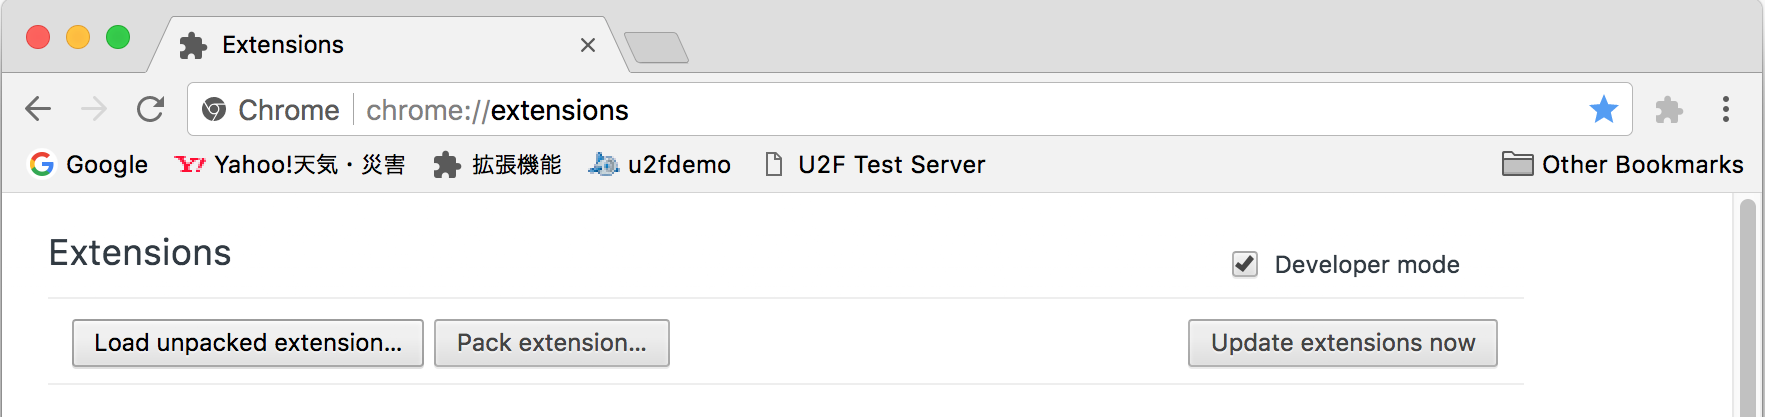 Extensions
Chrome chrome://extensions
Google Yahoo!天気・災害 拡張機能 u2fdemo U2F Test Server Other Bookmarks
Extensions Developer mode
Load unpacked extension... Pack extension... Update extensions now